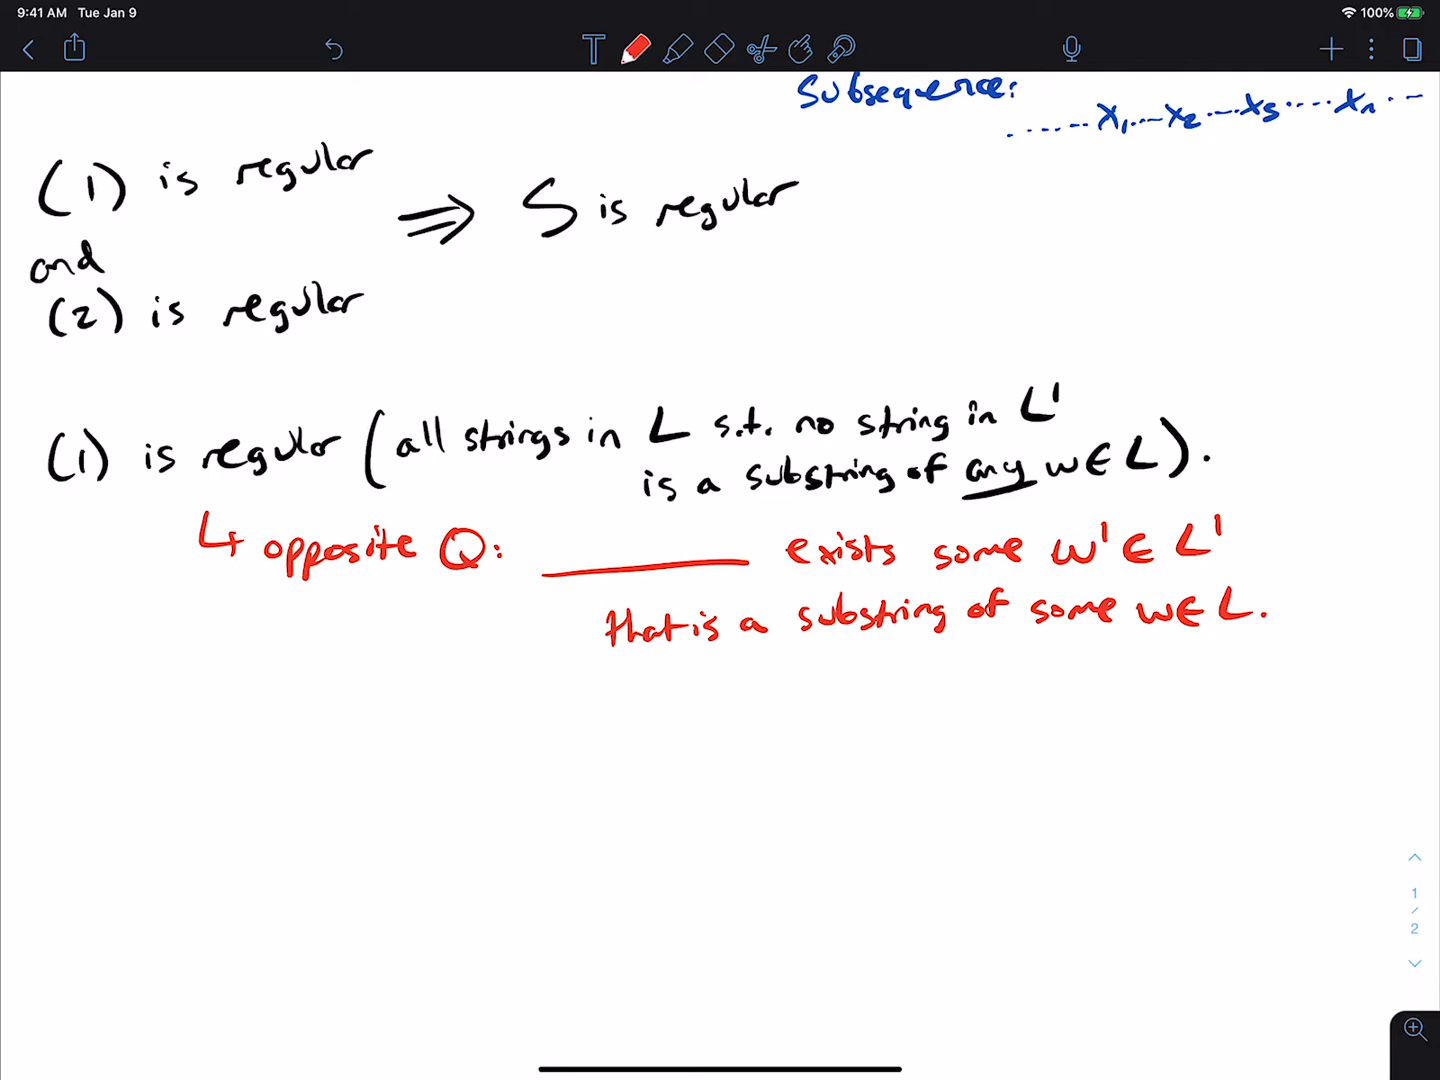 9:41 AM Tue Jan 9
100%
Subsequence:
......x₁...x₂...x₃....xₙ...
(1) is regular
and
(2) is regular
⇒ S is regular
(1) is regular (all strings in L s.t. no string in L'
is a substring of any w ∈ L).
↳ opposite Q: ______ exists some w' ∈ L'
that is a substring of some w ∈ L.
1
/
2